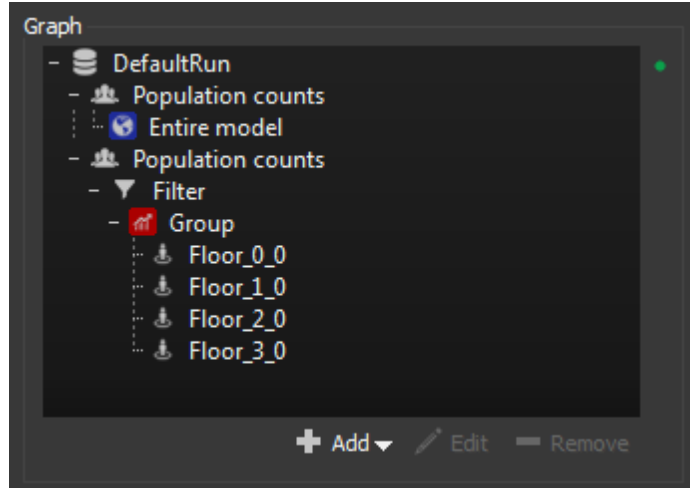 Graph
DefaultRun
Population counts
Entire model
Population counts
Filter
Group
Floor_0_0
Floor_1_0
Floor_2_0
Floor_3_0
Add Edit Remove